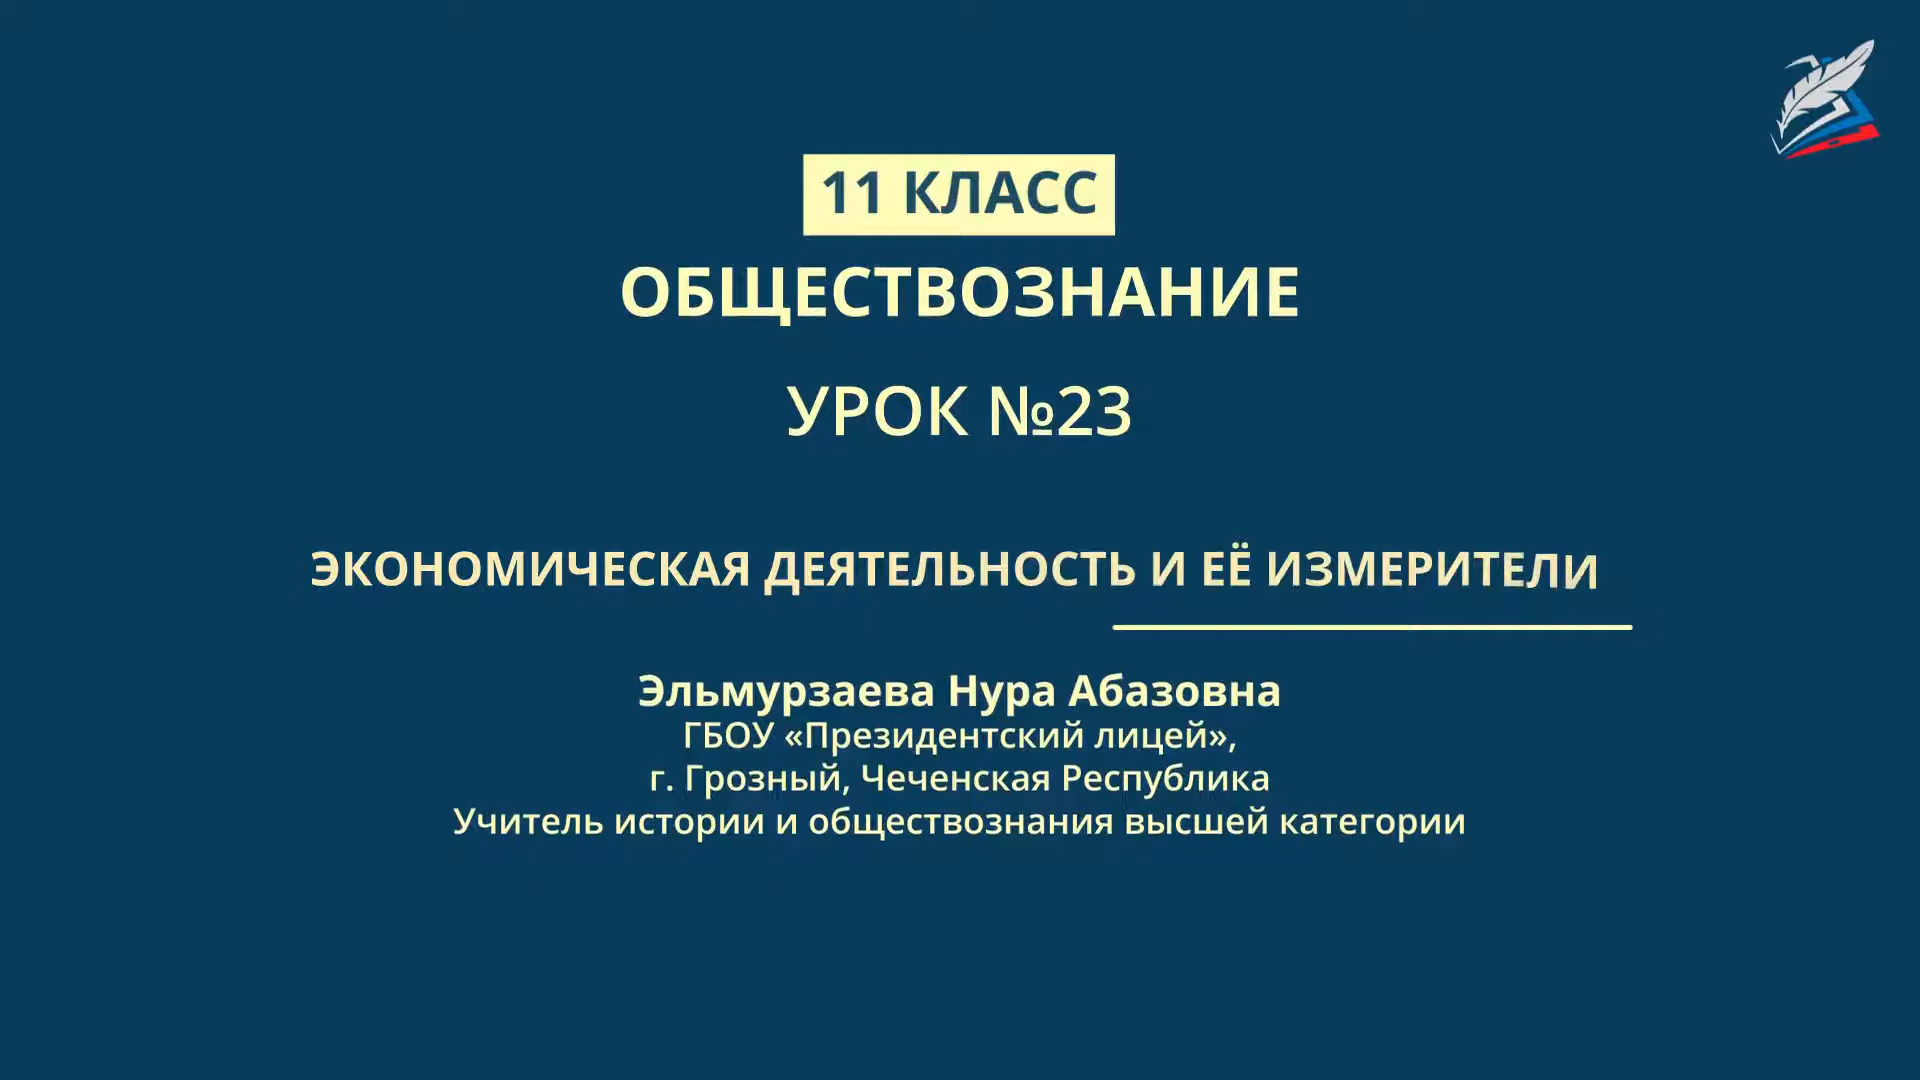 11 КЛАСС
ОБЩЕСТВОЗНАНИЕ
УРОК №23
ЭКОНОМИЧЕСКАЯ ДЕЯТЕЛЬНОСТЬ И ЕЁ ИЗМЕРИТЕЛИ
Эльмурзаева Нура Абазовна
ГБОУ «Президентский лицей»,
г. Грозный, Чеченская Республика
Учитель истории и обществознания высшей категории